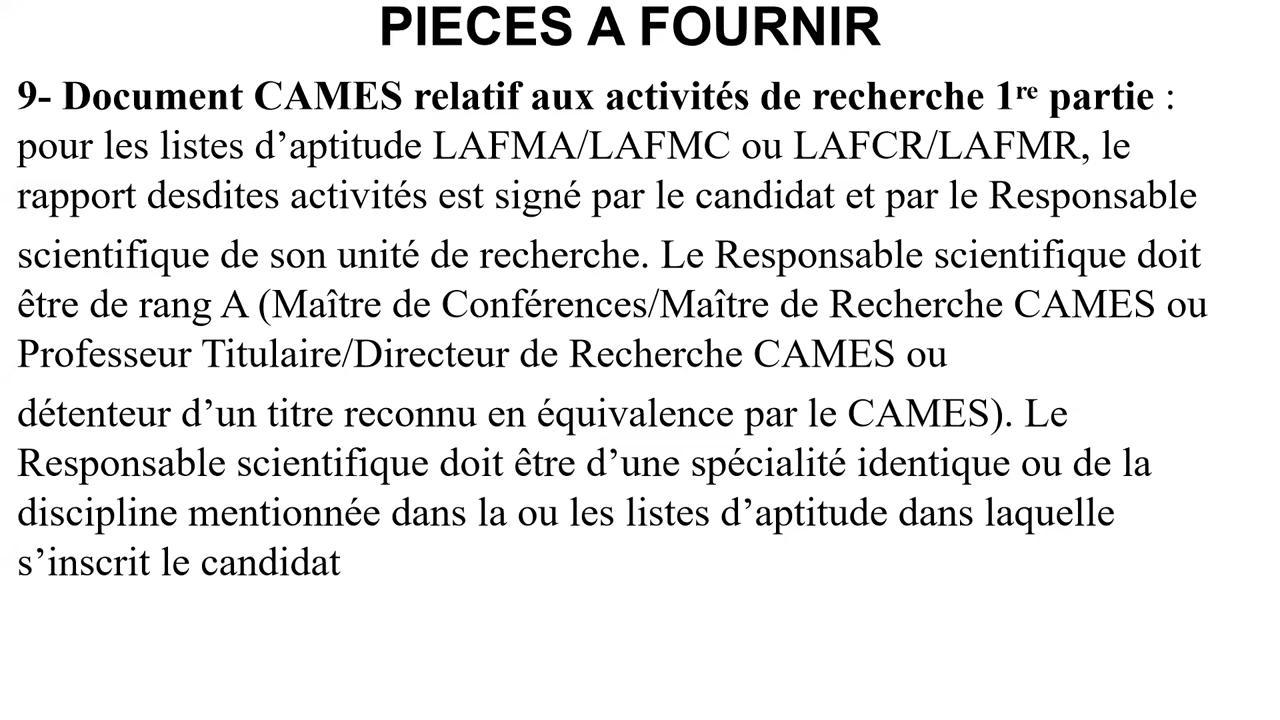 PIECES A FOURNIR
9- Document CAMES relatif aux activités de recherche 1re partie :
pour les listes d’aptitude LAFMA/LAFMC ou LAFCR/LAFMR, le
rapport desdites activités est signé par le candidat et par le Responsable
scientifique de son unité de recherche. Le Responsable scientifique doit
être de rang A (Maître de Conférences/Maître de Recherche CAMES ou
Professeur Titulaire/Directeur de Recherche CAMES ou
détenteur d’un titre reconnu en équivalence par le CAMES). Le
Responsable scientifique doit être d’une spécialité identique ou de la
discipline mentionnée dans la ou les listes d’aptitude dans laquelle
s’inscrit le candidat